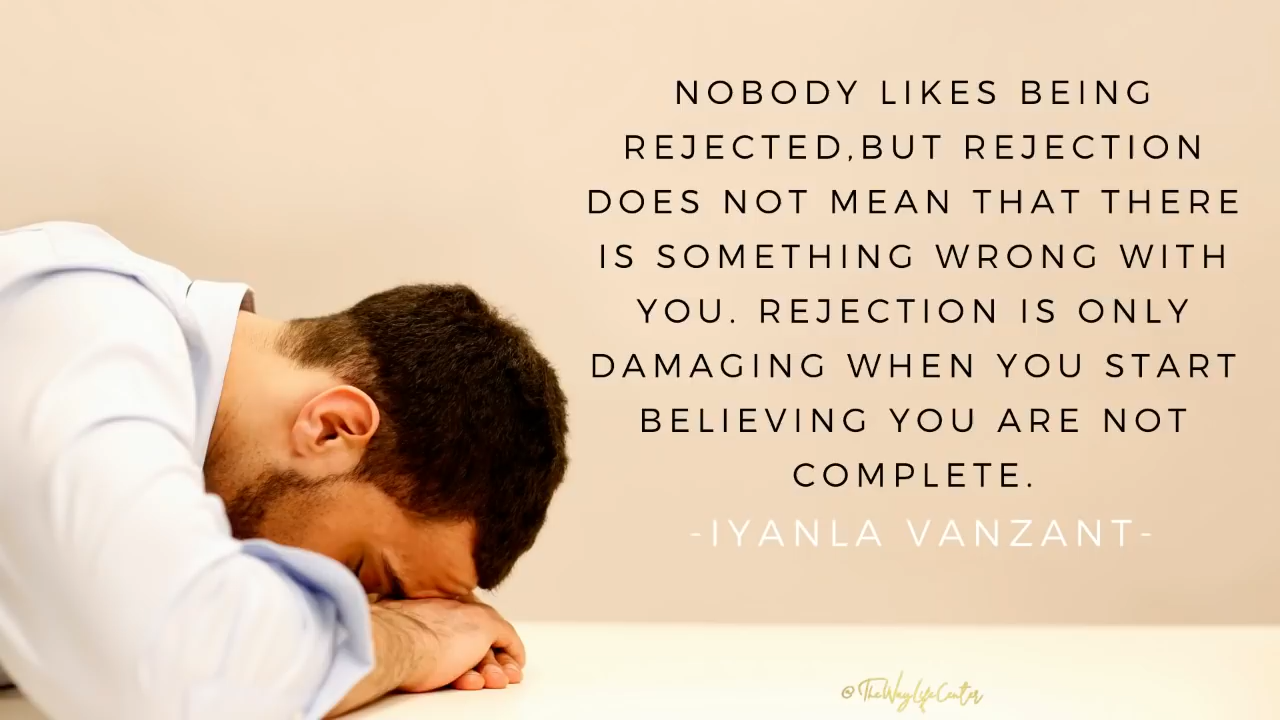 NOBODY LIKES BEING
REJECTED,BUT REJECTION
DOES NOT MEAN THAT THERE
IS SOMETHING WRONG WITH
YOU. REJECTION IS ONLY
DAMAGING WHEN YOU START
BELIEVING YOU ARE NOT
COMPLETE.
-IYANLA VANZANT-
@TheWayLifeCenter